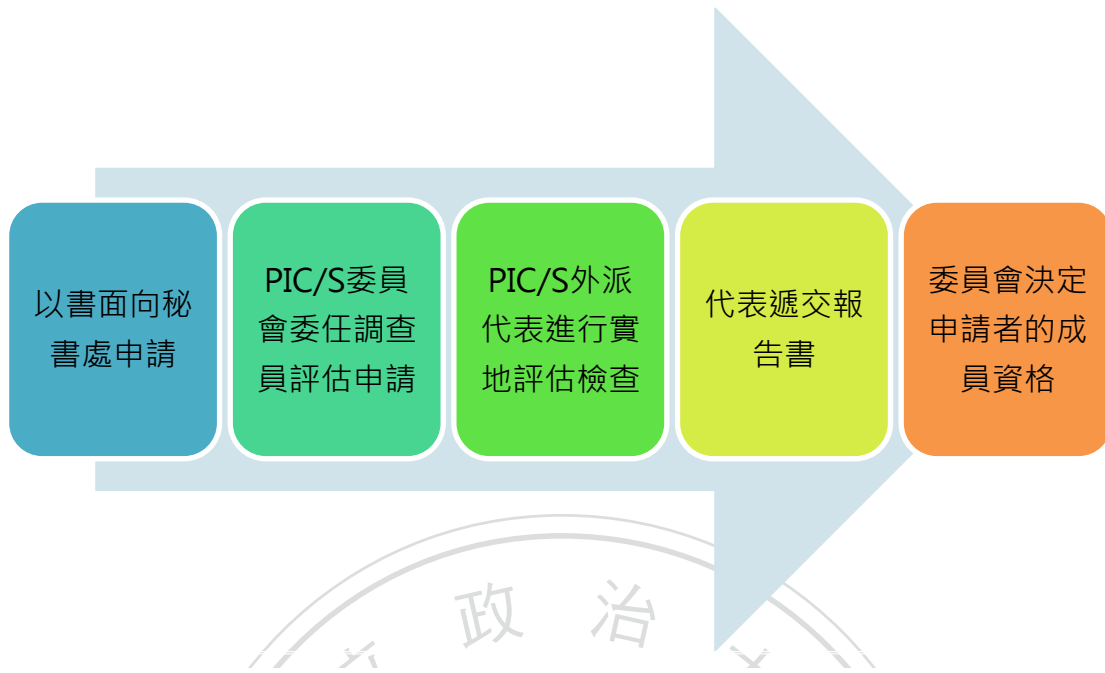 以書面向秘
書處申請
PIC/S委員
會委任調查
員評估申請
PIC/S外派
代表進行實
地評估檢查
代表遞交報
告書
委員會決定
申請者的成
員資格
政 治